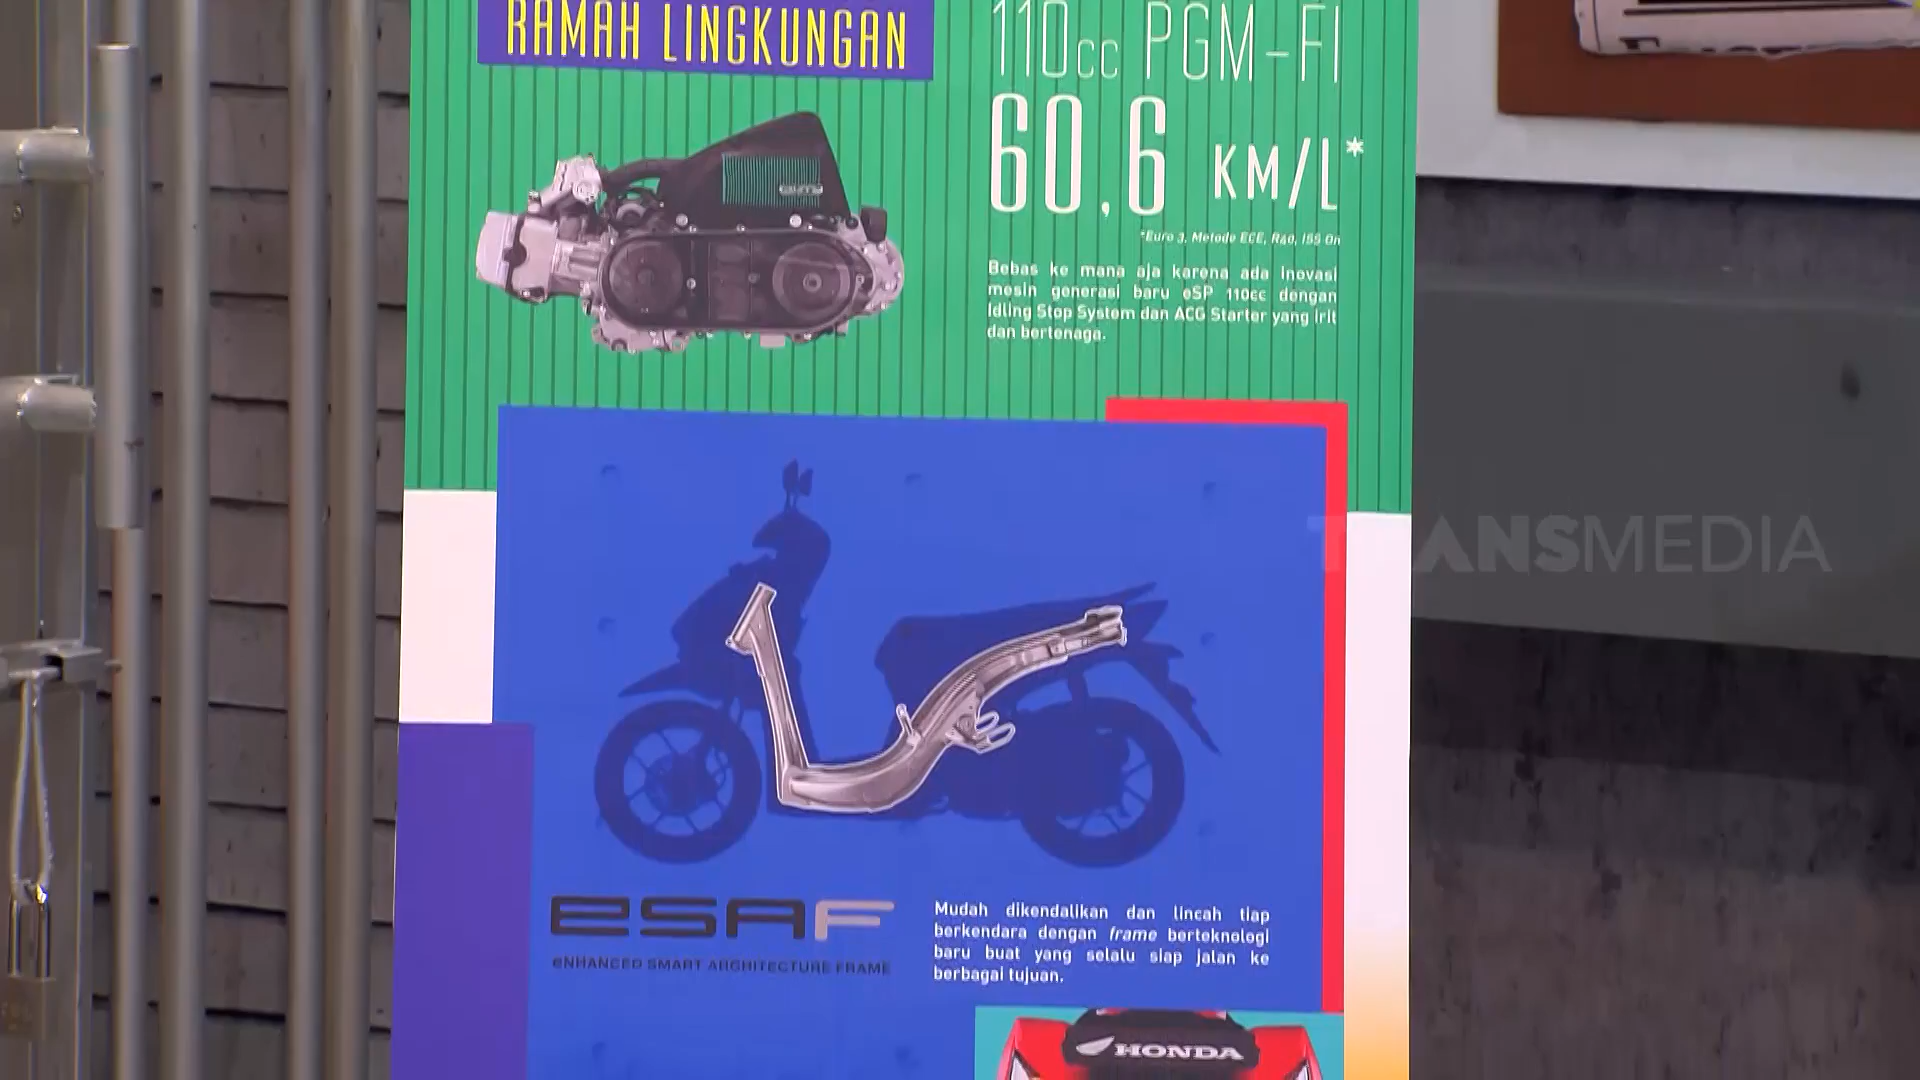 RAMAH LINGKUNGAN
110cc PGM-FI
60,6 KM/L*
*Euro 3, Metode ECE, R40, ISS On
Bebas ke mana aja karena ada inovasi
mesin generasi baru eSP 110cc dengan
Idling Stop System dan ACG Starter yang irit
dan bertenaga.
TRANSMEDIA
eSAF
eNHANCED SMART ARCHITECTURE FRAME
Mudah dikendalikan dan lincah tiap
berkendara dengan frame berteknologi
baru buat yang selalu siap jalan ke
berbagai tujuan.
HONDA